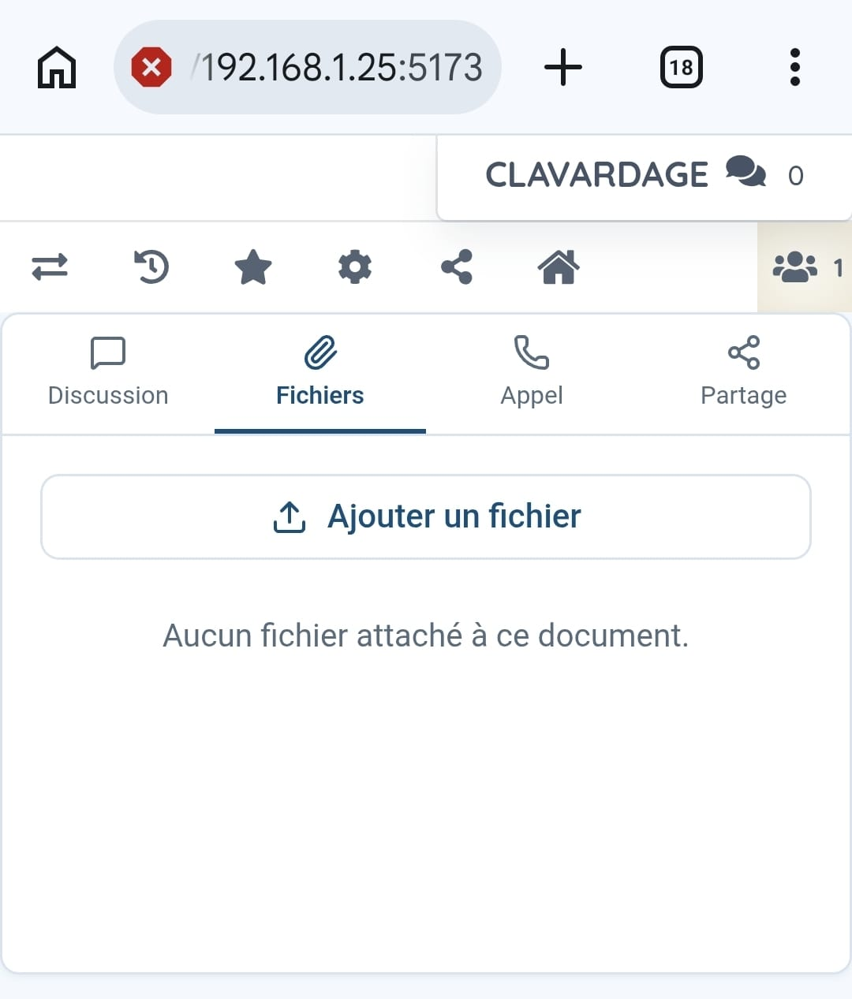 /192.168.1.25:5173
18
CLAVARDAGE 0
1
Discussion Fichiers Appel Partage
Ajouter un fichier
Aucun fichier attaché à ce document.